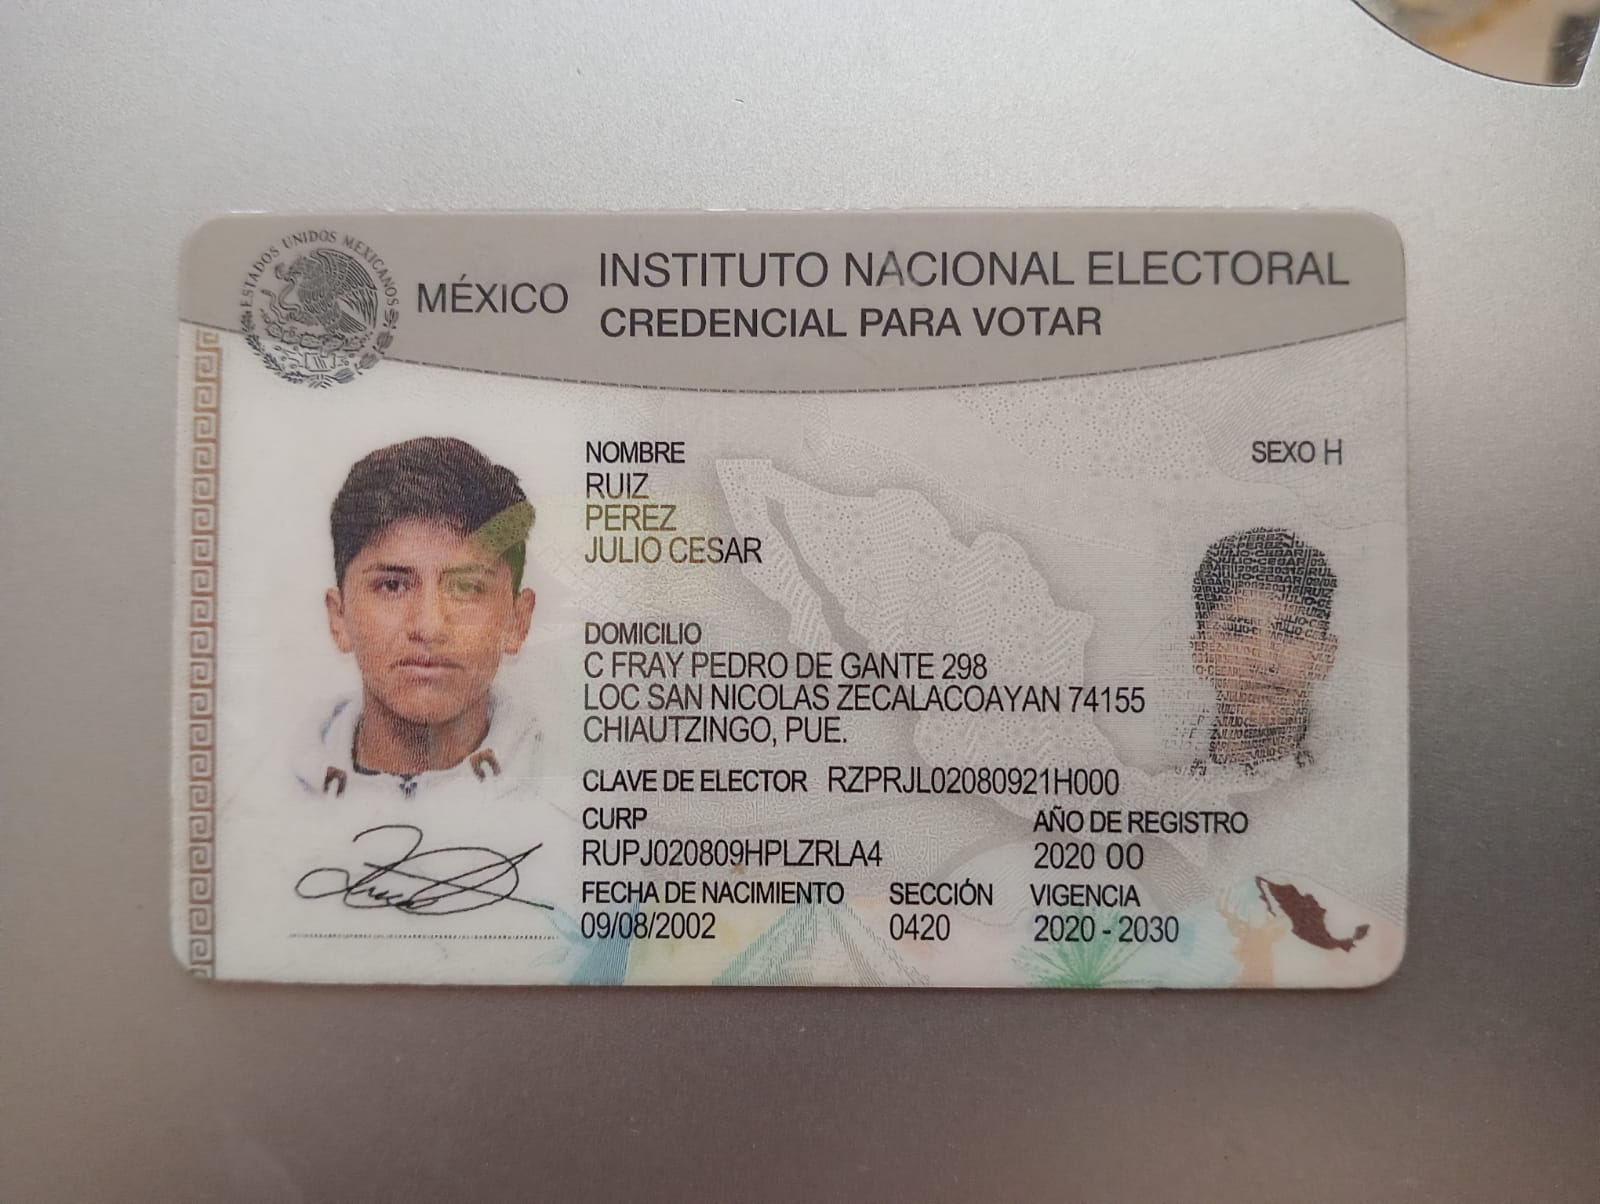 ESTADOS UNIDOS MEXICANOS
MÉXICO
INSTITUTO NACIONAL ELECTORAL
CREDENCIAL PARA VOTAR
NOMBRE
RUIZ
PEREZ
JULIO CESAR
SEXO H
DOMICILIO
C FRAY PEDRO DE GANTE 298
LOC SAN NICOLAS ZECALACOAYAN 74155
CHIAUTZINGO, PUE.
CLAVE DE ELECTOR RZPRJL02080921H000
CURP
RUPJ020809HPLZRLA4
AÑO DE REGISTRO
2020 00
FECHA DE NACIMIENTO
09/08/2002
SECCIÓN
0420
VIGENCIA
2020 - 2030